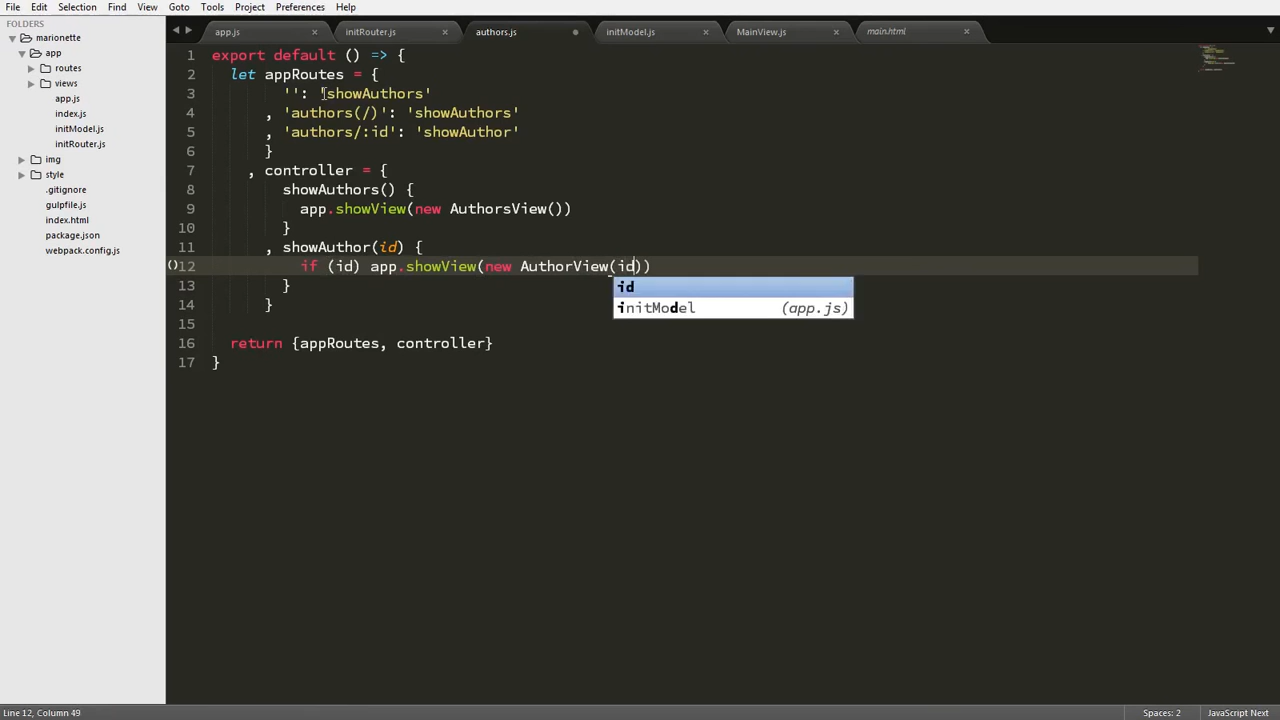 File Edit Selection Find View Goto Tools Project Preferences Help
FOLDERS
marionette
app
routes
views
app.js
index.js
initModel.js
initRouter.js
img
style
.gitignore
gulpfile.js
index.html
package.json
webpack.config.js
app.js × initRouter.js × authors.js initModel.js × MainView.js × main.html ×
1 export default () => {
2 let appRoutes = {
3 '': 'showAuthors'
4 , 'authors(/)': 'showAuthors'
5 , 'authors/:id': 'showAuthor'
6 }
7 , controller = {
8 showAuthors() {
9 app.showView(new AuthorsView())
10 }
11 , showAuthor(id) {
12 if (id) app.showView(new AuthorView(id))
id
initModel (app.js)
13 }
14 }
15
16 return {appRoutes, controller}
17 }
Line 12, Column 49
Spaces: 2
JavaScript Next